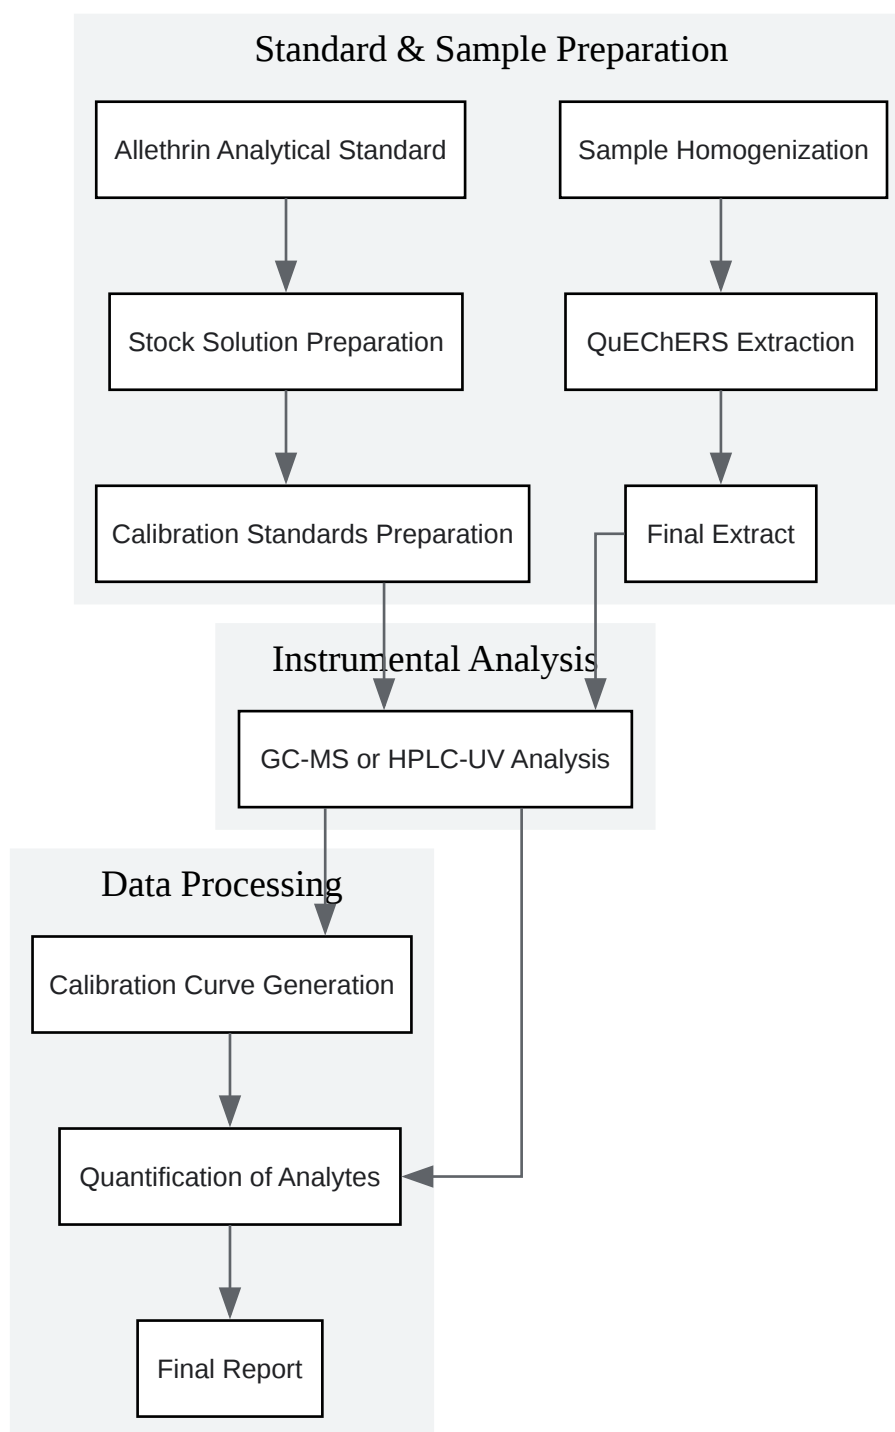 Standard & Sample Preparation
Allethrin Analytical Standard
Sample Homogenization
Stock Solution Preparation
QuEChERS Extraction
Calibration Standards Preparation
Final Extract
Instrumental Analysis
GC-MS or HPLC-UV Analysis
Data Processing
Calibration Curve Generation
Quantification of Analytes
Final Report